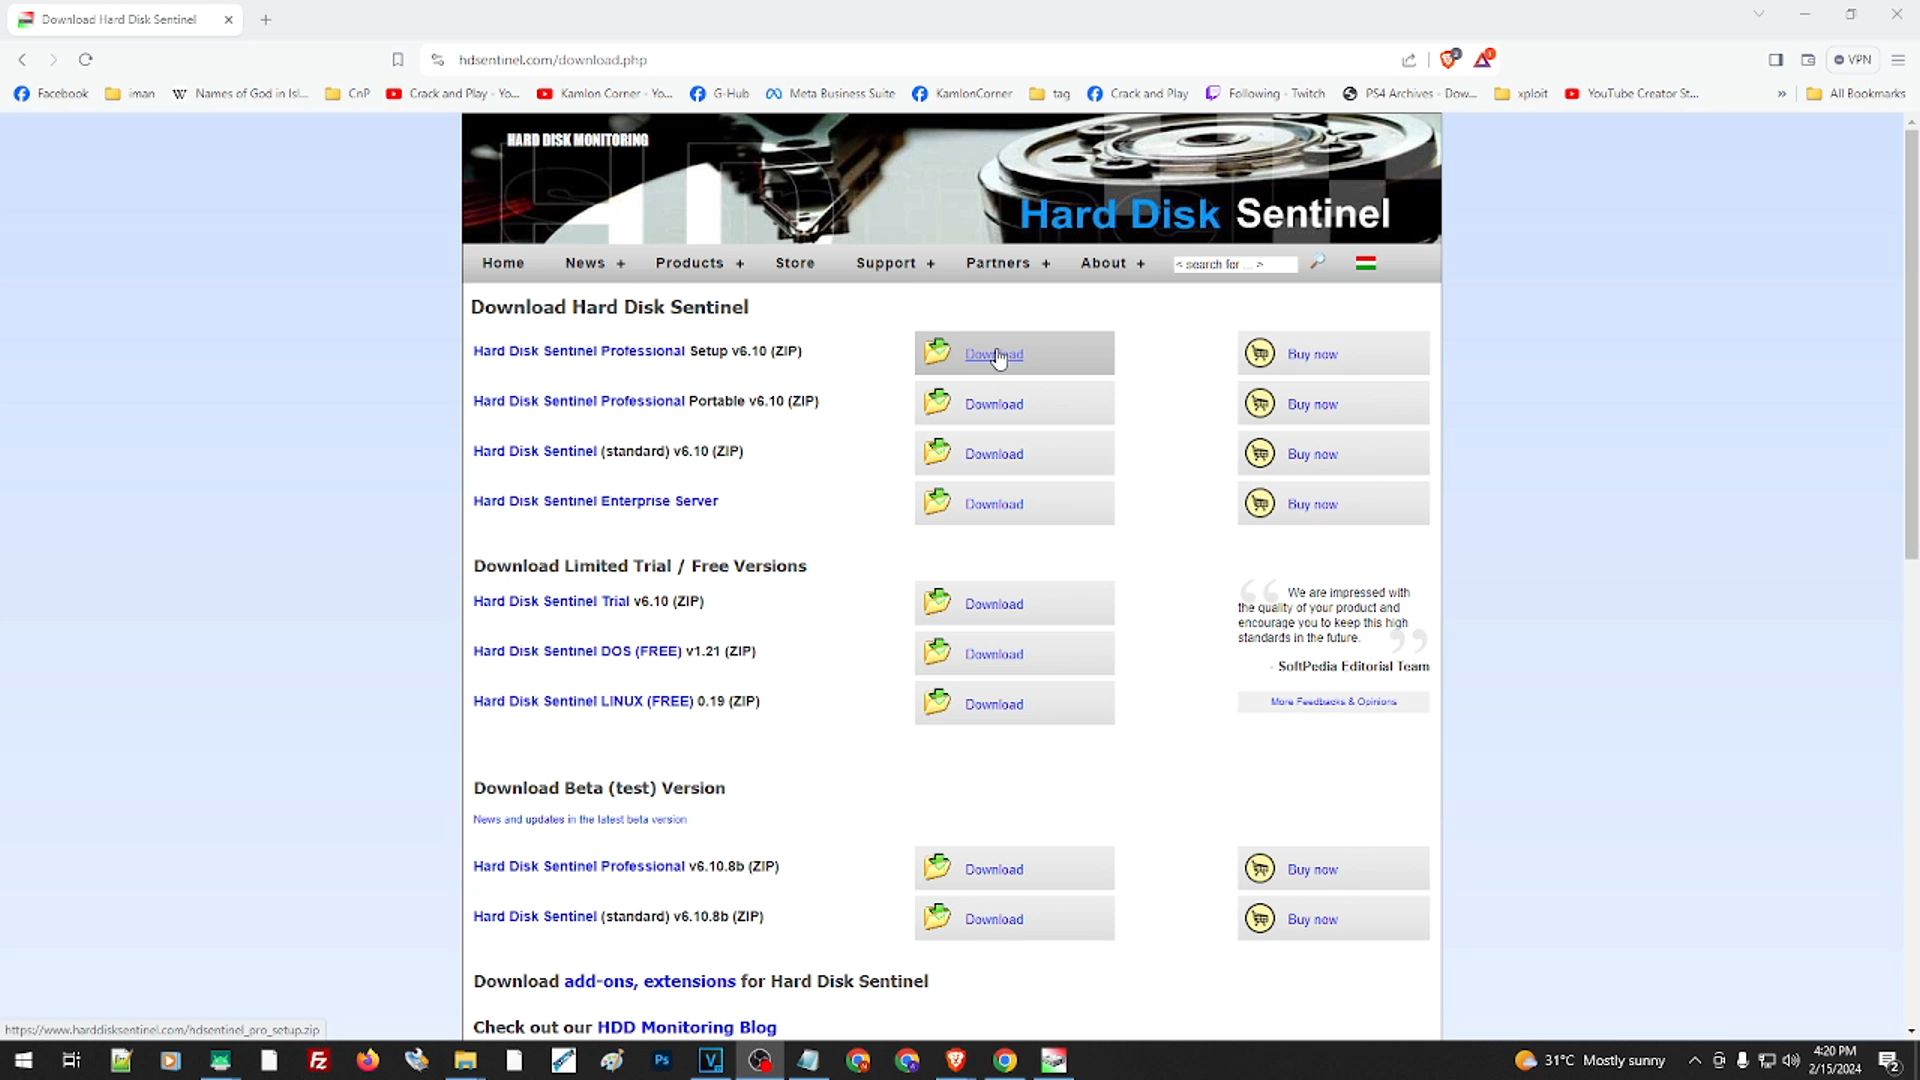 Download Hard Disk Sentinel
hdsentinel.com/download.php
VPN
Facebook
iman
Names of God in Isl...
CnP
Crack and Play - Yo...
Kamlon Corner - Yo...
G-Hub
Meta Business Suite
KamlonCorner
tag
Crack and Play
Following - Twitch
PS4 Archives - Dow...
xploit
YouTube Creator St...
»
All Bookmarks
HARD DISK MONITORING
Hard Disk Sentinel
Home
News +
Products +
Store
Support +
Partners +
About +
< search for ... >
Download Hard Disk Sentinel
Hard Disk Sentinel Professional Setup v6.10 (ZIP)
Download
Buy now
Hard Disk Sentinel Professional Portable v6.10 (ZIP)
Download
Buy now
Hard Disk Sentinel (standard) v6.10 (ZIP)
Download
Buy now
Hard Disk Sentinel Enterprise Server
Download
Buy now
Download Limited Trial / Free Versions
Hard Disk Sentinel Trial v6.10 (ZIP)
Download
Hard Disk Sentinel DOS (FREE) v1.21 (ZIP)
Download
Hard Disk Sentinel LINUX (FREE) 0.19 (ZIP)
Download
“ We are impressed with
the quality of your product and
encourage you to keep this high
standards in the future. ”
- SoftPedia Editorial Team
More Feedbacks & Opinions
Download Beta (test) Version
News and updates in the latest beta version
Hard Disk Sentinel Professional v6.10.8b (ZIP)
Download
Buy now
Hard Disk Sentinel (standard) v6.10.8b (ZIP)
Download
Buy now
Download add-ons, extensions for Hard Disk Sentinel
Check out our HDD Monitoring Blog
https://www.harddisksentinel.com/hdsentinel_pro_setup.zip
Ps
31°C Mostly sunny
4:20 PM
2/15/2024
2